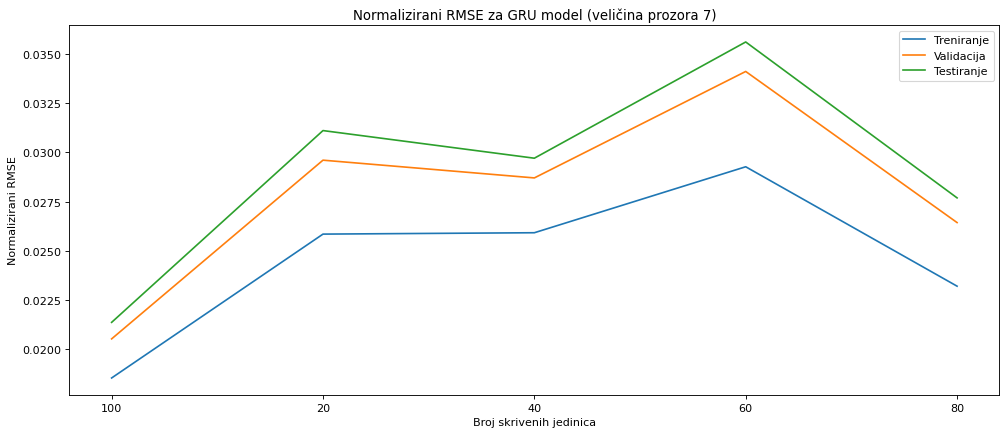 Normalizirani RMSE za GRU model (veličina prozora 7)
Treniranje
Validacija
Testiranje
Normalizirani RMSE
0.0350
0.0325
0.0300
0.0275
0.0250
0.0225
0.0200
100 20 40 60 80
Broj skrivenih jedinica